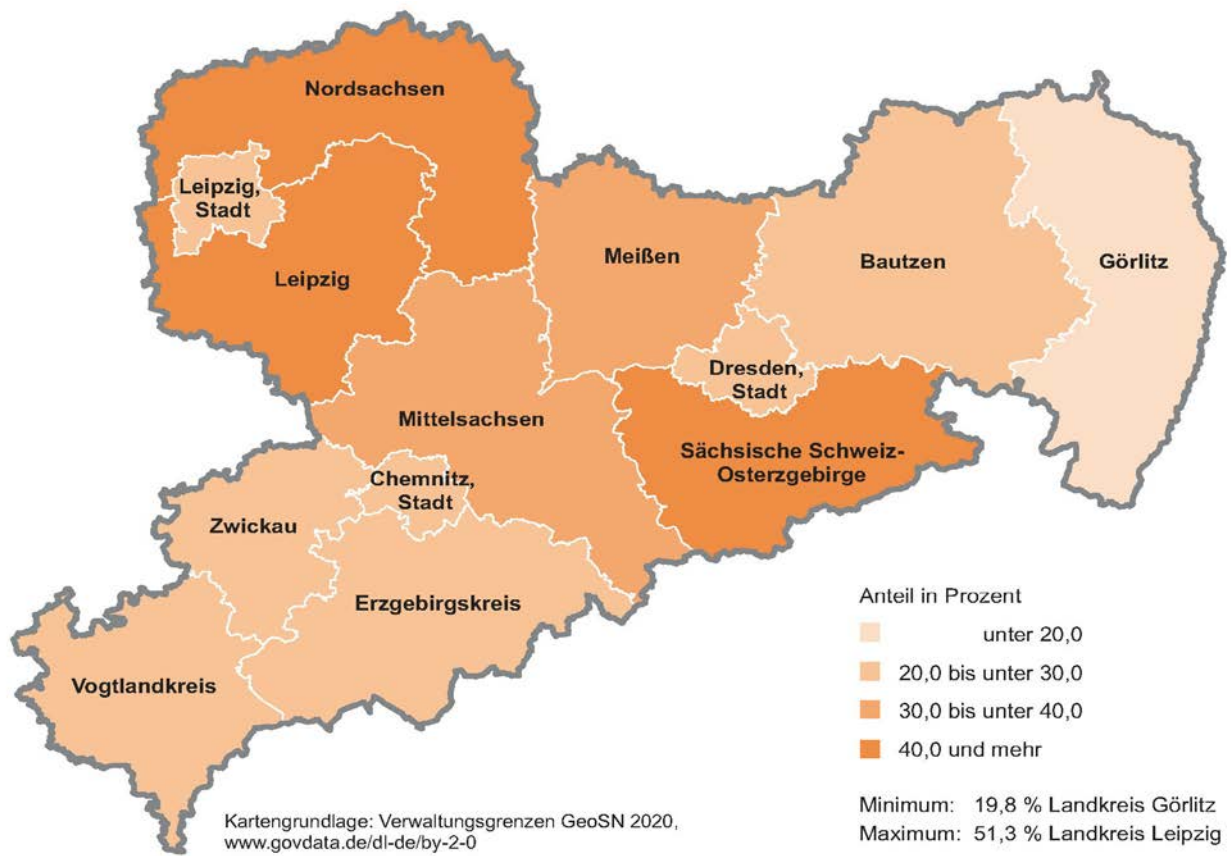 Nordsachsen
Leipzig,
Stadt
Leipzig
Meißen
Bautzen
Görlitz
Dresden,
Stadt
Mittelsachsen
Sächsische Schweiz-
Osterzgebirge
Chemnitz,
Stadt
Zwickau
Erzgebirgskreis
Vogtlandkreis
Anteil in Prozent
unter 20,0
20,0 bis unter 30,0
30,0 bis unter 40,0
40,0 und mehr
Minimum: 19,8 % Landkreis Görlitz
Maximum: 51,3 % Landkreis Leipzig
Kartengrundlage: Verwaltungsgrenzen GeoSN 2020,
www.govdata.de/dl-de/by-2-0